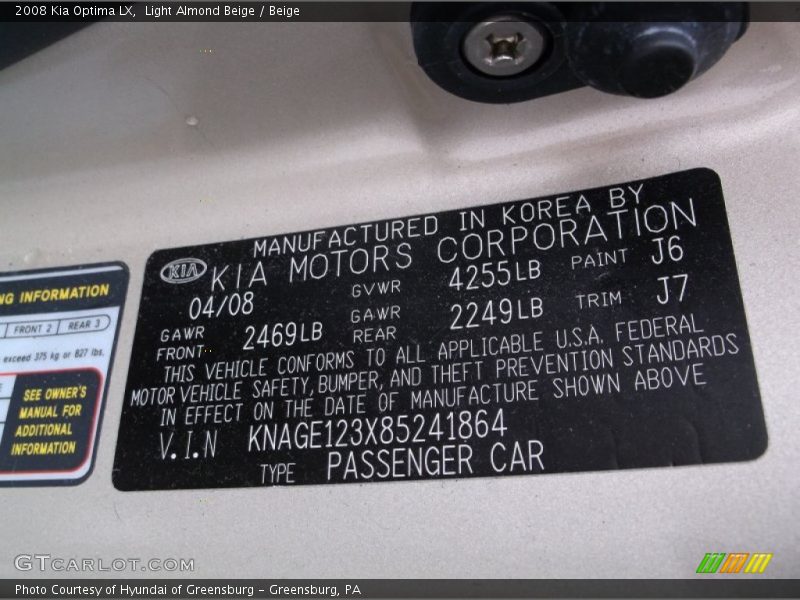 2008 Kia Optima LX,  Light Almond Beige / Beige
MANUFACTURED IN KOREA BY
KIA KIA MOTORS CORPORATION
04/08 GVWR 4255LB PAINT J6
GAWR FRONT 2469LB GAWR REAR 2249LB TRIM J7
THIS VEHICLE CONFORMS TO ALL APPLICABLE U.S.A. FEDERAL
MOTOR VEHICLE SAFETY, BUMPER, AND THEFT PREVENTION STANDARDS
IN EFFECT ON THE DATE OF MANUFACTURE SHOWN ABOVE
V.I.N KNAGE123X85241864
TYPE PASSENGER CAR
INFORMATION
FRONT 2 REAR 3
exceed 375 kg or 827 lbs.
SEE OWNER'S
MANUAL FOR
ADDITIONAL
INFORMATION
GTCARLOT.COM
Photo Courtesy of Hyundai of Greensburg - Greensburg, PA